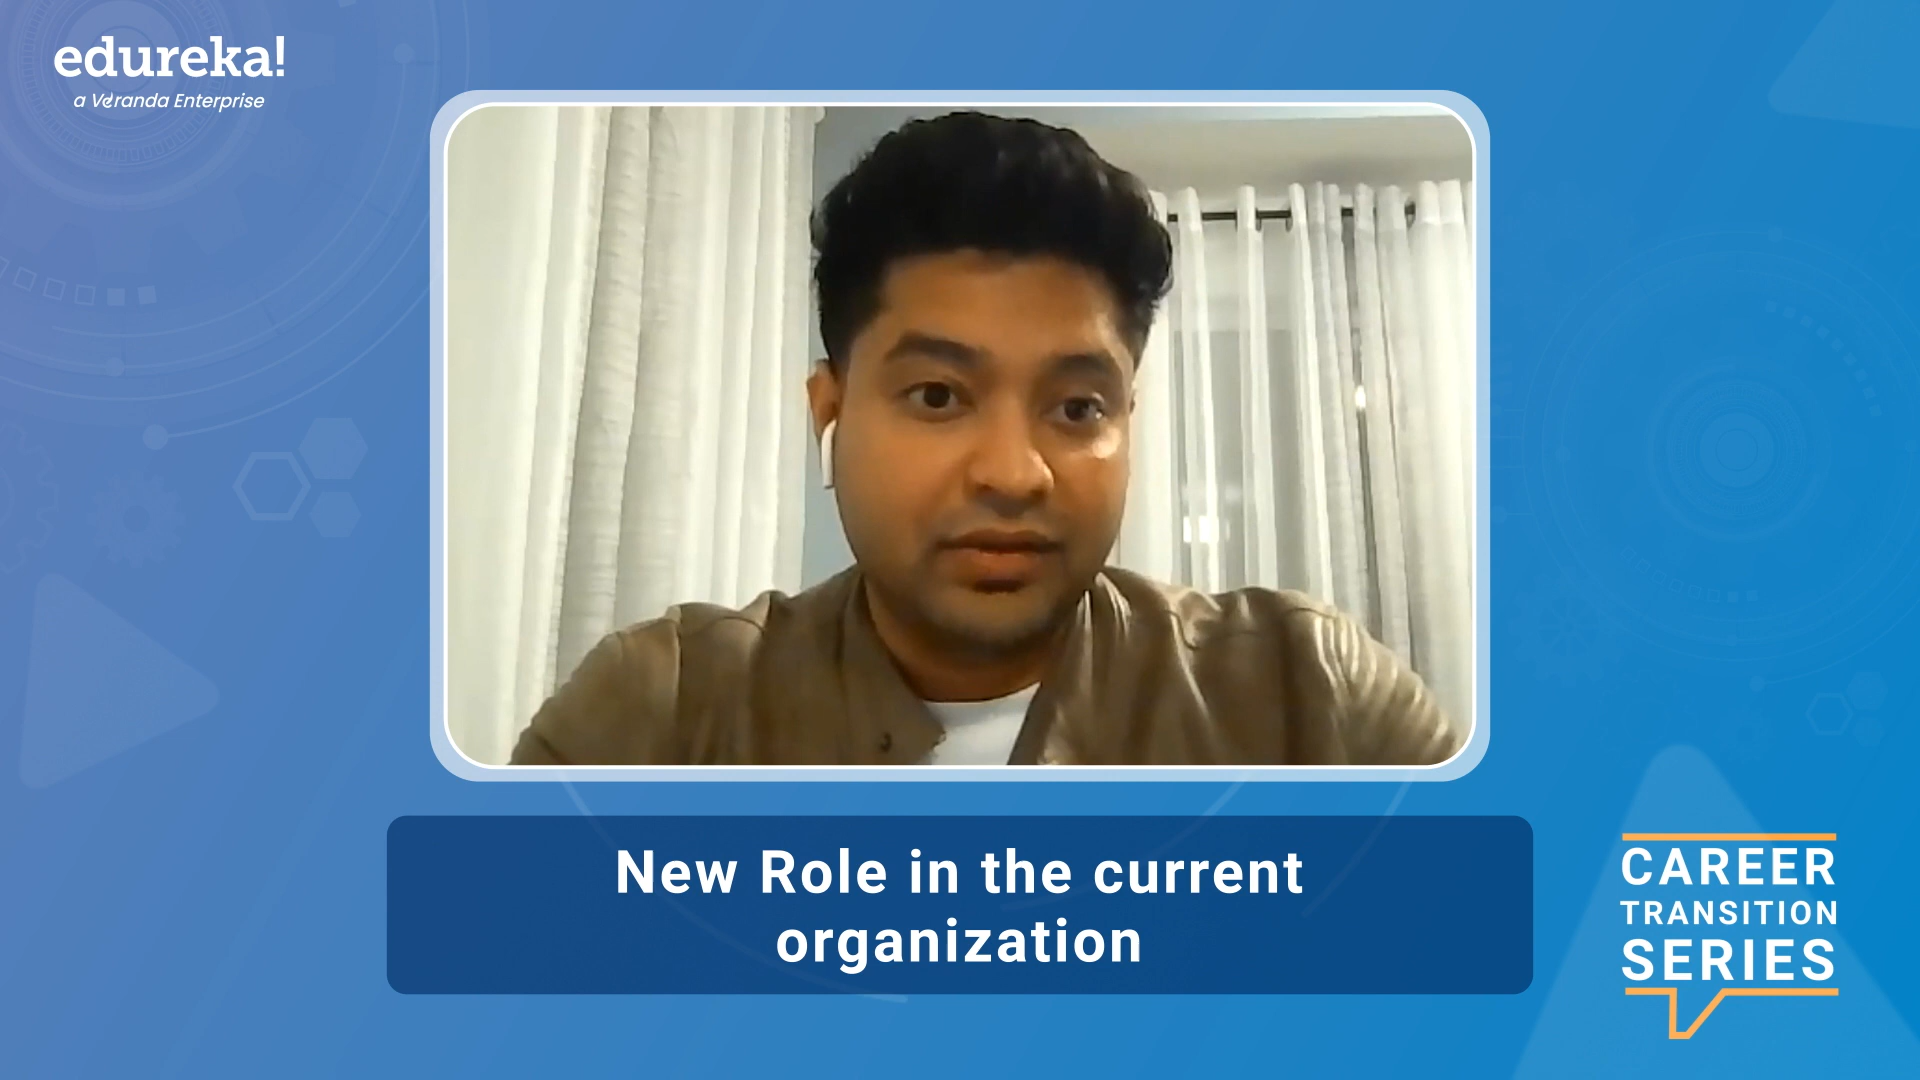 edureka!
a Veranda Enterprise
New Role in the current
organization
CAREER
TRANSITION
SERIES